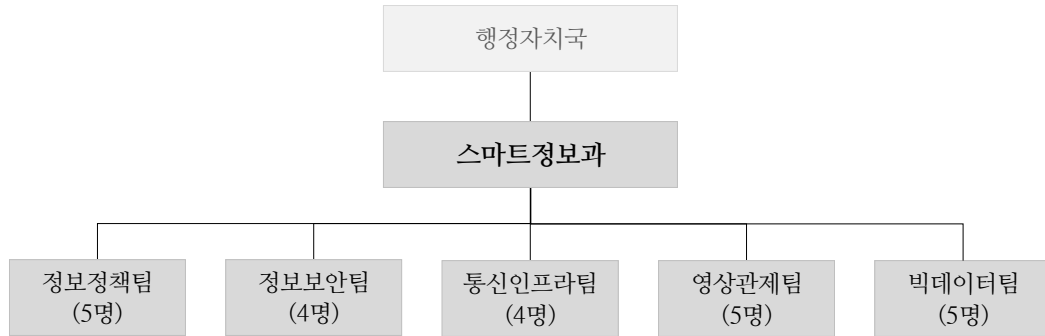 행정자치국
스마트정보과
정보정책팀
(5명)
정보보안팀
(4명)
통신인프라팀
(4명)
영상관제팀
(5명)
빅데이터팀
(5명)